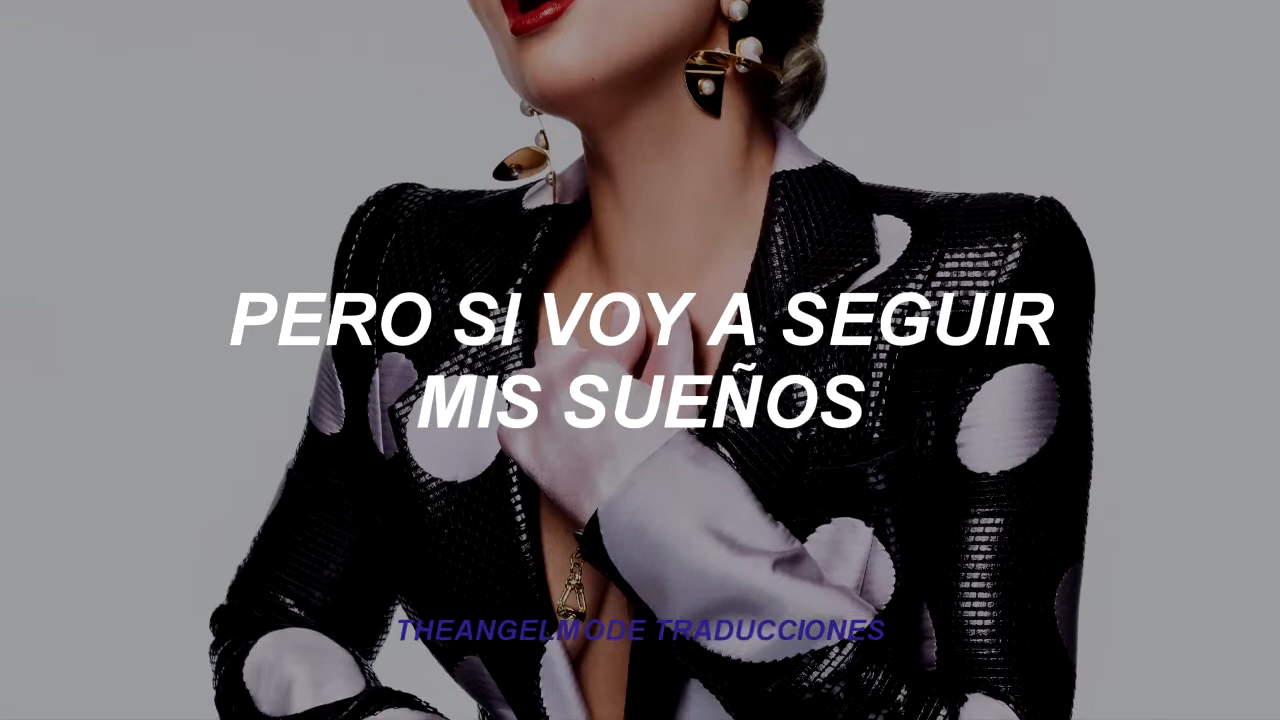 PERO SI VOY A SEGUIR
MIS SUEÑOS
THEANGELMODE TRADUCCIONES